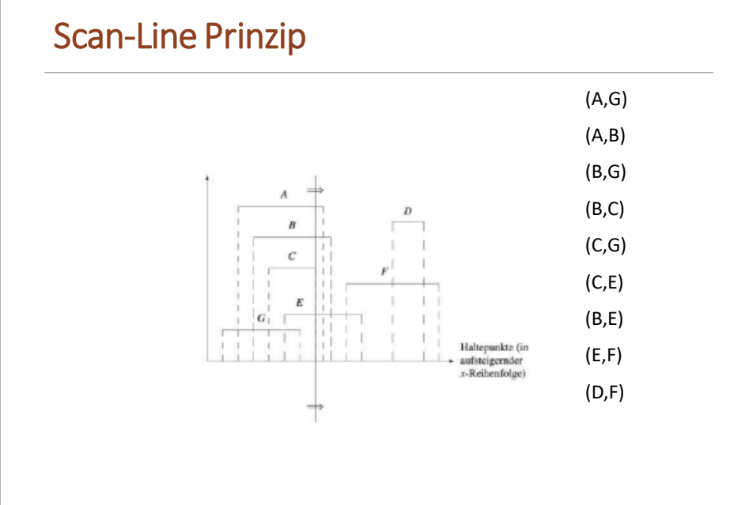 Scan-Line Prinzip
(A,G)
(A,B)
(B,G)
(B,C)
(C,G)
(C,E)
(B,E)
(E,F)
(D,F)
A
B
C
D
E
F
G
Haltepunkte (in
aufsteigender
x-Reihenfolge)